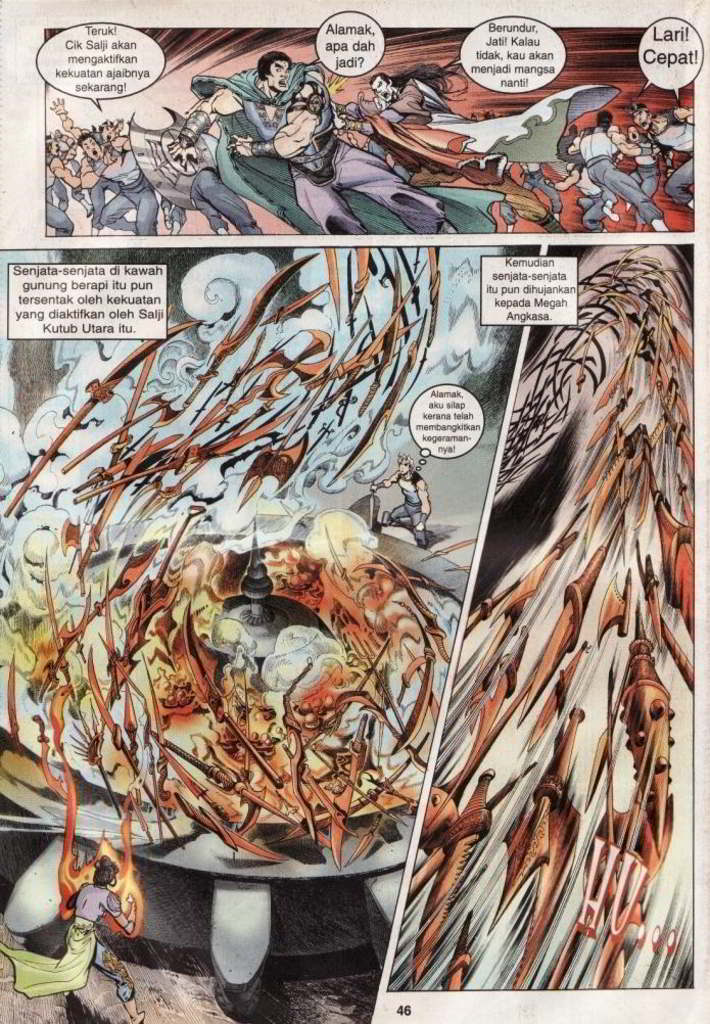 Teruk!
Cik Salji akan
mengaktifkan
kekuatan ajaibnya
sekarang!
Alamak,
apa dah
jadi?
Berundur,
Jati! Kalau
tidak, kau akan
menjadi mangsa
nanti!
Lari!
Cepat!
Senjata-senjata di kawah
gunung berapi itu pun
tersentak oleh kekuatan
yang diaktifkan oleh Salji
Kutub Utara itu.
Kemudian
senjata-senjata
itu pun dihujankan
kepada Megah
Angkasa.
Alamak,
aku silap
kerana telah
membangkitkan
kegeraman-
nya!
HU...
46